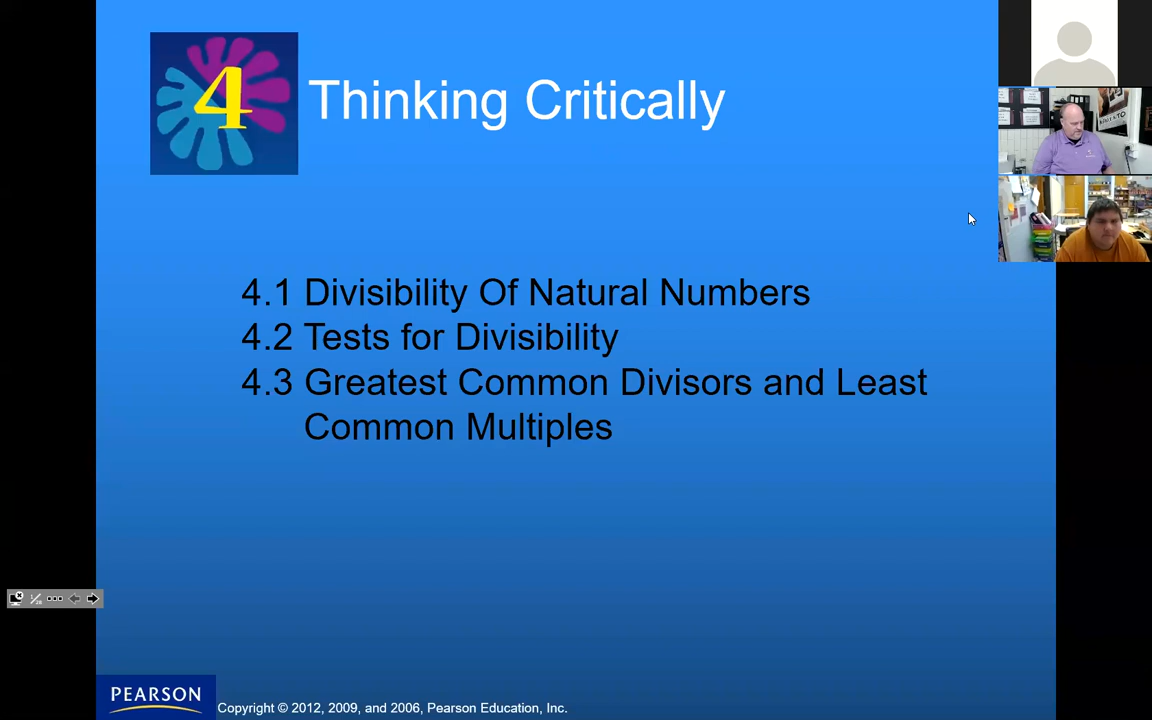 4 Thinking Critically
4.1 Divisibility Of Natural Numbers
4.2 Tests for Divisibility
4.3 Greatest Common Divisors and Least
Common Multiples
PEARSON
Copyright © 2012, 2009, and 2006, Pearson Education, Inc.